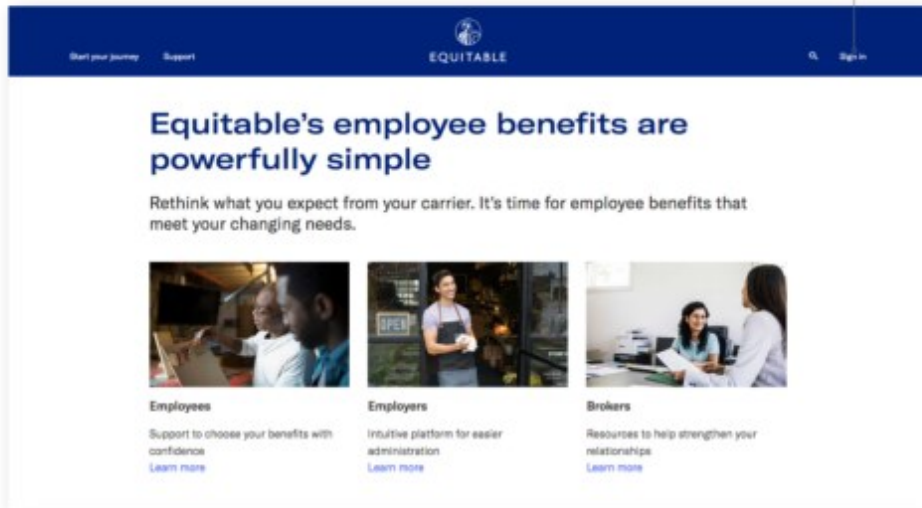 Start your journey
Support
EQUITABLE
Sign in
Equitable's employee benefits are
powerfully simple
Rethink what you expect from your carrier. It's time for employee benefits that
meet your changing needs.
OPEN
Employees
Support to choose your benefits with
confidence
Learn more
Employers
Intuitive platform for easier
administration
Learn more
Brokers
Resources to help strengthen your
relationships
Learn more